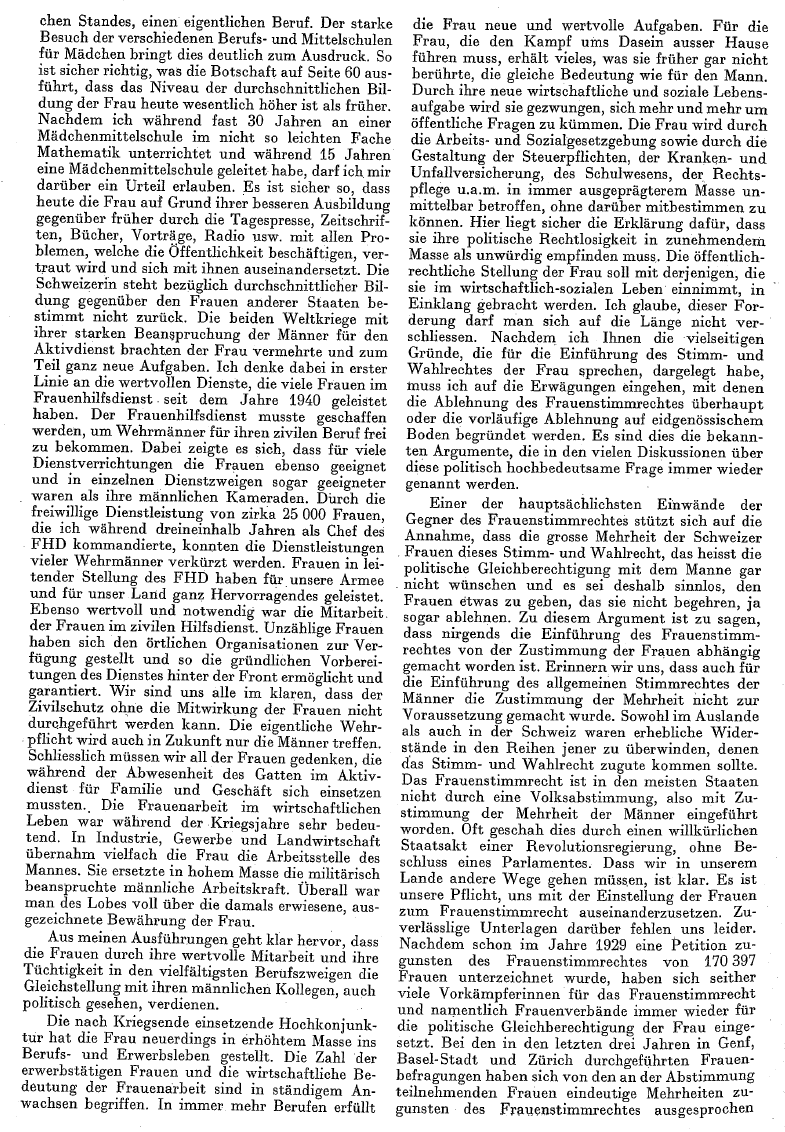 chen Standes, einen eigentlichen Beruf. Der starke
Besuch der verschiedenen Berufs- und Mittelschulen
für Mädchen bringt dies deutlich zum Ausdruck. So
ist sicher richtig, was die Botschaft auf Seite 60 aus-
führt, dass das Niveau der durchschnittlichen Bil-
dung der Frau heute wesentlich höher ist als früher.
Nachdem ich während fast 30 Jahren an einer
Mädchenmittelschule im nicht so leichten Fache
Mathematik unterrichtet und während 15 Jahren
eine Mädchenmittelschule geleitet habe, darf ich mir
darüber ein Urteil erlauben. Es ist sicher so, dass
heute die Frau auf Grund ihrer besseren Ausbildung
gegenüber früher durch die Tagespresse, Zeitschrif-
ten, Bücher, Vorträge, Radio usw. mit allen Pro-
blemen, welche die Öffentlichkeit beschäftigen, ver-
traut wird und sich mit ihnen auseinandersetzt. Die
Schweizerin steht bezüglich durchschnittlicher Bil-
dung gegenüber den Frauen anderer Staaten be-
stimmt nicht zurück. Die beiden Weltkriege mit
ihrer starken Beanspruchung der Männer für den
Aktivdienst brachten der Frau vermehrte und zum
Teil ganz neue Aufgaben. Ich denke dabei in erster
Linie an die wertvollen Dienste, die viele Frauen im
Frauenhilfsdienst seit dem Jahre 1940 geleistet
haben. Der Frauenhilfsdienst musste geschaffen
werden, um Wehrmänner für ihren zivilen Beruf frei
zu bekommen. Dabei zeigte es sich, dass für viele
Dienstverrichtungen die Frauen ebenso geeignet
und in einzelnen Dienstzweigen sogar geeigneter
waren als ihre männlichen Kameraden. Durch die
freiwillige Dienstleistung von zirka 25 000 Frauen,
die ich während dreineinhalb Jahren als Chef des
FHD kommandierte, konnten die Dienstleistungen
vieler Wehrmänner verkürzt werden. Frauen in lei-
tender Stellung des FHD haben für unsere Armee
und für unser Land ganz Hervorragendes geleistet.
Ebenso wertvoll und notwendig war die Mitarbeit
der Frauen im zivilen Hilfsdienst. Unzählige Frauen
haben sich den örtlichen Organisationen zur Ver-
fügung gestellt und so die gründlichen Vorberei-
tungen des Dienstes hinter der Front ermöglicht und
garantiert. Wir sind uns alle im klaren, dass der
Zivilschutz ohne die Mitwirkung der Frauen nicht
durchgeführt werden kann. Die eigentliche Wehr-
pflicht wird auch in Zukunft nur die Männer treffen.
Schliesslich müssen wir all der Frauen gedenken, die
während der Abwesenheit des Gatten im Aktiv-
dienst für Familie und Geschäft sich einsetzen
mussten. Die Frauenarbeit im wirtschaftlichen
Leben war während der Kriegsjahre sehr bedeu-
tend. In Industrie, Gewerbe und Landwirtschaft
übernahm vielfach die Frau die Arbeitsstelle des
Mannes. Sie ersetzte in hohem Masse die militärisch
beanspruchte männliche Arbeitskraft. Überall war
man des Lobes voll über die damals erwiesene, aus-
gezeichnete Bewährung der Frau.
Aus meinen Ausführungen geht klar hervor, dass
die Frauen durch ihre wertvolle Mitarbeit und ihre
Tüchtigkeit in den vielfältigsten Berufszweigen die
Gleichstellung mit ihren männlichen Kollegen, auch
politisch gesehen, verdienen.
Die nach Kriegsende einsetzende Hochkonjunk-
tur hat die Frau neuerdings in erhöhtem Masse ins
Berufs- und Erwerbsleben gestellt. Die Zahl der
erwerbstätigen Frauen und die wirtschaftliche Be-
deutung der Frauenarbeit sind in ständigem An-
wachsen begriffen. In immer mehr Berufen erfüllt
die Frau neue und wertvolle Aufgaben. Für die
Frau, die den Kampf ums Dasein ausser Hause
führen muss, erhält vieles, was sie früher gar nicht
berührte, die gleiche Bedeutung wie für den Mann.
Durch ihre neue wirtschaftliche und soziale Lebens-
aufgabe wird sie gezwungen, sich mehr und mehr um
öffentliche Fragen zu kümmen. Die Frau wird durch
die Arbeits- und Sozialgesetzgebung sowie durch die
Gestaltung der Steuerpflichten, der Kranken- und
Unfallversicherung, des Schulwesens, der Rechts-
pflege u.a.m. in immer ausgeprägterem Masse un-
mittelbar betroffen, ohne darüber mitbestimmen zu
können. Hier liegt sicher die Erklärung dafür, dass
sie ihre politische Rechtlosigkeit in zunehmendem
Masse als unwürdig empfinden muss. Die öffentlich-
rechtliche Stellung der Frau soll mit derjenigen, die
sie im wirtschaftlich-sozialen Leben einnimmt, in
Einklang gebracht werden. Ich glaube, dieser For-
derung darf man sich auf die Länge nicht ver-
schliessen. Nachdem ich Ihnen die vielseitigen
Gründe, die für die Einführung des Stimm- und
Wahlrechtes der Frau sprechen, dargelegt habe,
muss ich auf die Erwägungen eingehen, mit denen
die Ablehnung des Frauenstimmrechtes überhaupt
oder die vorläufige Ablehnung auf eidgenössischem
Boden begründet werden. Es sind dies die bekann-
ten Argumente, die in den vielen Diskussionen über
diese politisch hochbedeutsame Frage immer wieder
genannt werden.
Einer der hauptsächlichsten Einwände der
Gegner des Frauenstimmrechtes stützt sich auf die
Annahme, dass die grosse Mehrheit der Schweizer
Frauen dieses Stimm- und Wahlrecht, das heisst die
politische Gleichberechtigung mit dem Manne gar
nicht wünschen und es sei deshalb sinnlos, den
Frauen etwas zu geben, das sie nicht begehren, ja
sogar ablehnen. Zu diesem Argument ist zu sagen,
dass nirgends die Einführung des Frauenstimm-
rechtes von der Zustimmung der Frauen abhängig
gemacht worden ist. Erinnern wir uns, dass auch für
die Einführung des allgemeinen Stimmrechtes der
Männer die Zustimmung der Mehrheit nicht zur
Voraussetzung gemacht wurde. Sowohl im Auslande
als auch in der Schweiz waren erhebliche Wider-
stände in den Reihen jener zu überwinden, denen
das Stimm- und Wahlrecht zugute kommen sollte.
Das Frauenstimmrecht ist in den meisten Staaten
nicht durch eine Volksabstimmung, also mit Zu-
stimmung der Mehrheit der Männer eingeführt
worden. Oft geschah dies durch einen willkürlichen
Staatsakt einer Revolutionsregierung, ohne Be-
schluss eines Parlamentes. Dass wir in unserem
Lande andere Wege gehen müssen, ist klar. Es ist
unsere Pflicht, uns mit der Einstellung der Frauen
zum Frauenstimmrecht auseinanderzusetzen. Zu-
verlässige Unterlagen darüber fehlen uns leider.
Nachdem schon im Jahre 1929 eine Petition zu-
gunsten des Frauenstimmrechtes von 170 397
Frauen unterzeichnet wurde, haben sich seither
viele Vorkämpferinnen für das Frauenstimmrecht
und namentlich Frauenverbände immer wieder für
die politische Gleichberechtigung der Frau einge-
setzt. Bei den in den letzten drei Jahren in Genf,
Basel-Stadt und Zürich durchgeführten Frauen-
befragungen haben sich von den an der Abstimmung
teilnehmenden Frauen eindeutige Mehrheiten zu-
gunsten des Frauenstimmrechtes ausgesprochen